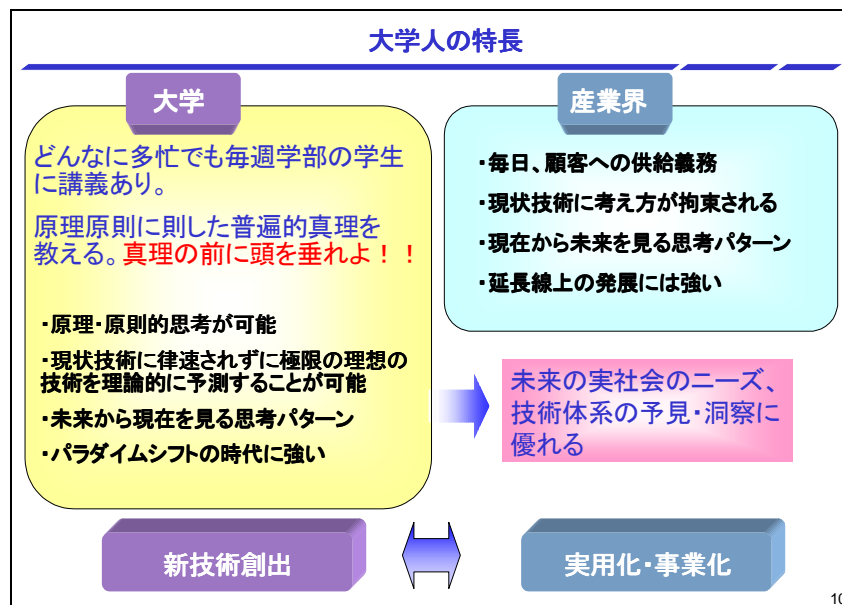 大学人の特長
大学
どんなに多忙でも毎週学部の学生
に講義あり。
原理原則に則した普遍的真理を
教える。真理の前に頭を垂れよ！！
・原理・原則的思考が可能
・現状技術に律速されずに極限の理想の
技術を理論的に予測することが可能
・未来から現在を見る思考パターン
・パラダイムシフトの時代に強い
産業界
・毎日、顧客への供給義務
・現状技術に考え方が拘束される
・現在から未来を見る思考パターン
・延長線上の発展には強い
未来の実社会のニーズ、
技術体系の予見・洞察に
優れる
新技術創出
実用化・事業化
10